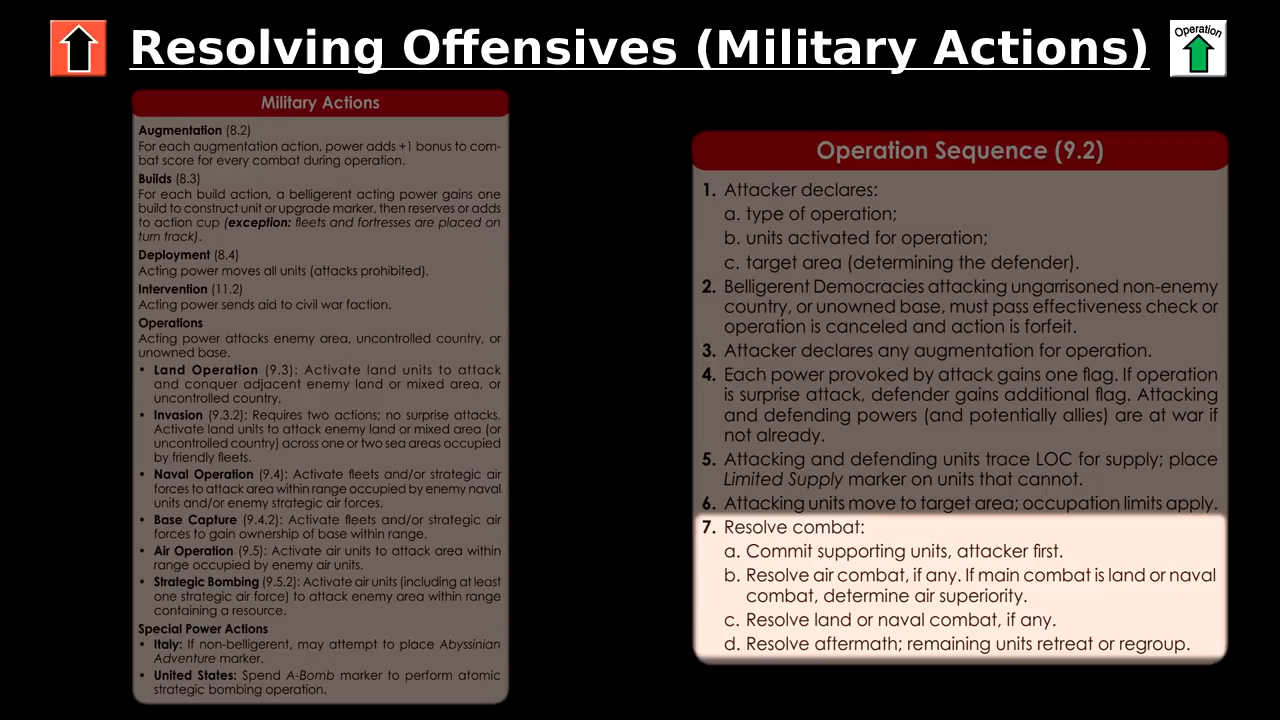 Resolving Offensives (Military Actions)
Operation
Military Actions
Augmentation (8.2)
For each augmentation action, power adds +1 bonus to com-
bat score for every combat during operation.
Builds (8.3)
For each build action, a belligerent acting power gains one
build to construct unit or upgrade marker, then reserves or adds
to action cup (exception: fleets and fortresses are placed on
turn track).
Deployment (8.4)
Acting power moves all units (attacks prohibited).
Intervention (11.2)
Acting power sends aid to civil war faction.
Operations
Acting power attacks enemy area, uncontrolled country, or
unowned base.
• Land Operation (9.3): Activate land units to attack
and conquer adjacent enemy land or mixed area, or
uncontrolled country.
• Invasion (9.3.2): Requires two actions; no surprise attacks.
Activate land units to attack enemy land or mixed area (or
uncontrolled country) across one or two sea areas occupied
by friendly fleets.
• Naval Operation (9.4): Activate fleets and/or strategic air
forces to attack area within range occupied by enemy naval
units and/or enemy strategic air forces.
• Base Capture (9.4.2): Activate fleets and/or strategic air
forces to gain ownership of base within range.
• Air Operation (9.5): Activate air units to attack area within
range occupied by enemy air units.
• Strategic Bombing (9.5.2): Activate air units (including at least
one strategic air force) to attack enemy area within range
containing a resource.
Special Power Actions
• Italy: If non-belligerent, may attempt to place Abyssinian
Adventure marker.
• United States: Spend A-Bomb marker to perform atomic
strategic bombing operation.
Operation Sequence (9.2)
1. Attacker declares:
a. type of operation;
b. units activated for operation;
c. target area (determining the defender).
2. Belligerent Democracies attacking ungarrisoned non-enemy
country, or unowned base, must pass effectiveness check or
operation is canceled and action is forfeit.
3. Attacker declares any augmentation for operation.
4. Each power provoked by attack gains one flag. If operation
is surprise attack, defender gains additional flag. Attacking
and defending powers (and potentially allies) are at war if
not already.
5. Attacking and defending units trace LOC for supply; place
Limited Supply marker on units that cannot.
6. Attacking units move to target area; occupation limits apply.
7. Resolve combat:
a. Commit supporting units, attacker first.
b. Resolve air combat, if any. If main combat is land or naval
combat, determine air superiority.
c. Resolve land or naval combat, if any.
d. Resolve aftermath; remaining units retreat or regroup.